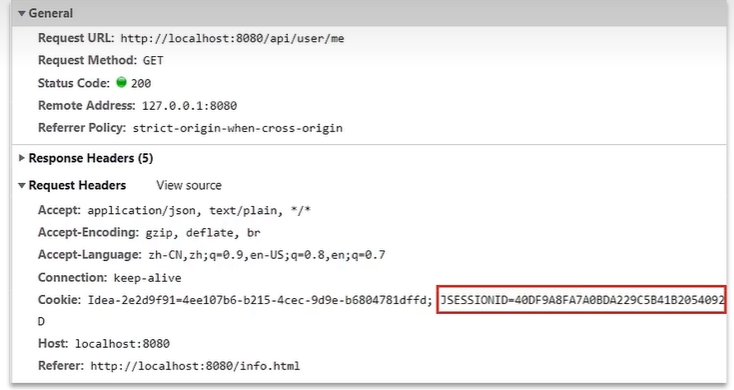 General
Request URL: http://localhost:8080/api/user/me
Request Method: GET
Status Code: 200
Remote Address: 127.0.0.1:8080
Referrer Policy: strict-origin-when-cross-origin
Response Headers (5)
Request Headers View source
Accept: application/json, text/plain, */*
Accept-Encoding: gzip, deflate, br
Accept-Language: zh-CN,zh;q=0.9,en-US;q=0.8,en;q=0.7
Connection: keep-alive
Cookie: Idea-2e2d9f91=4ee107b6-b215-4cec-9d9e-b6804781dffd; JSESSIONID=40DF9A8FA7A0BDA229C5B41B2054092
D
Host: localhost:8080
Referer: http://localhost:8080/info.html